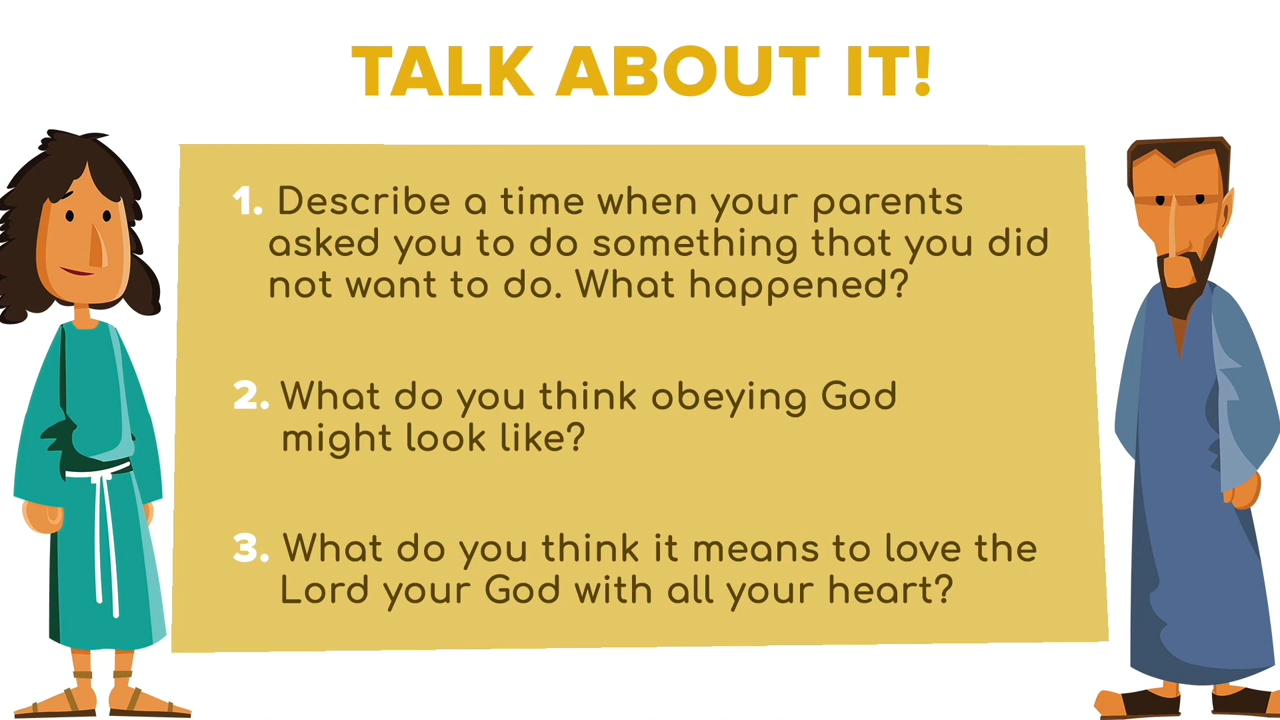 TALK ABOUT IT!
1. Describe a time when your parents
asked you to do something that you did
not want to do. What happened?
2. What do you think obeying God
might look like?
3. What do you think it means to love the
Lord your God with all your heart?